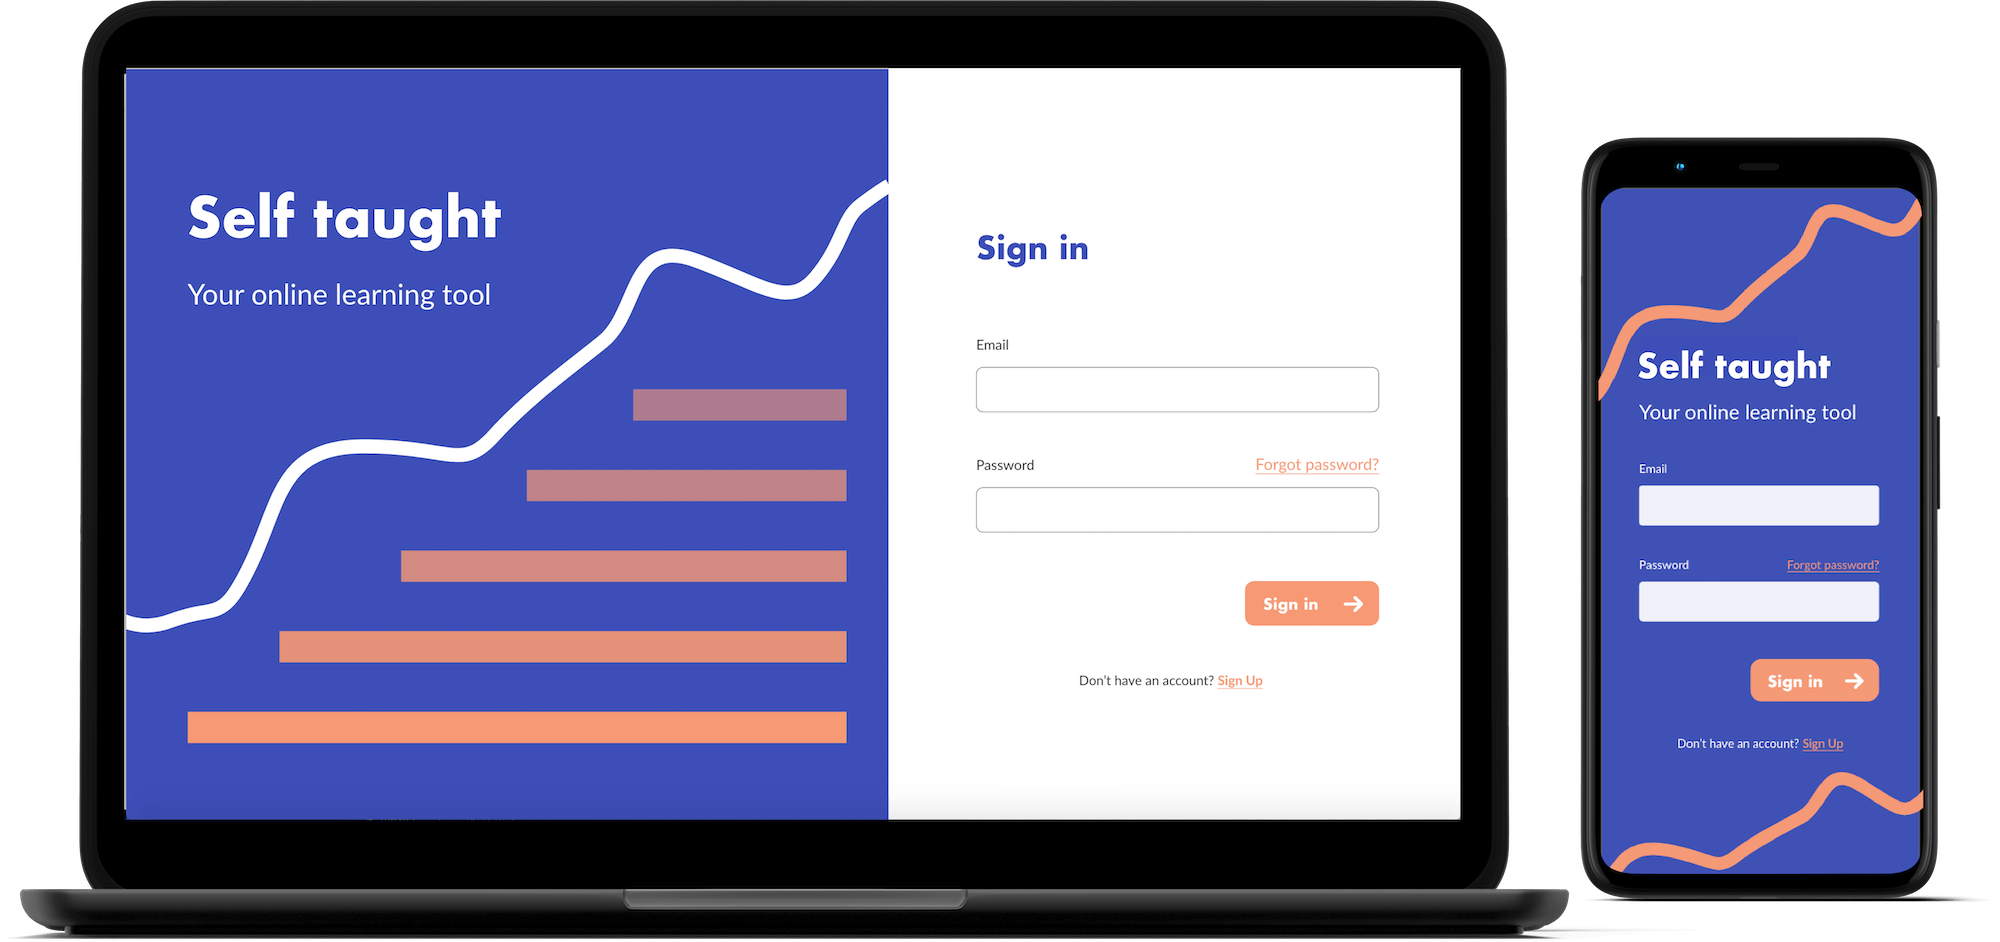 Self taught
Your online learning tool
Sign in
Email
Password Forgot password?
Sign in
Don't have an account? Sign Up
Self taught
Your online learning tool
Email
Password Forgot password?
Sign in
Don't have an account? Sign Up